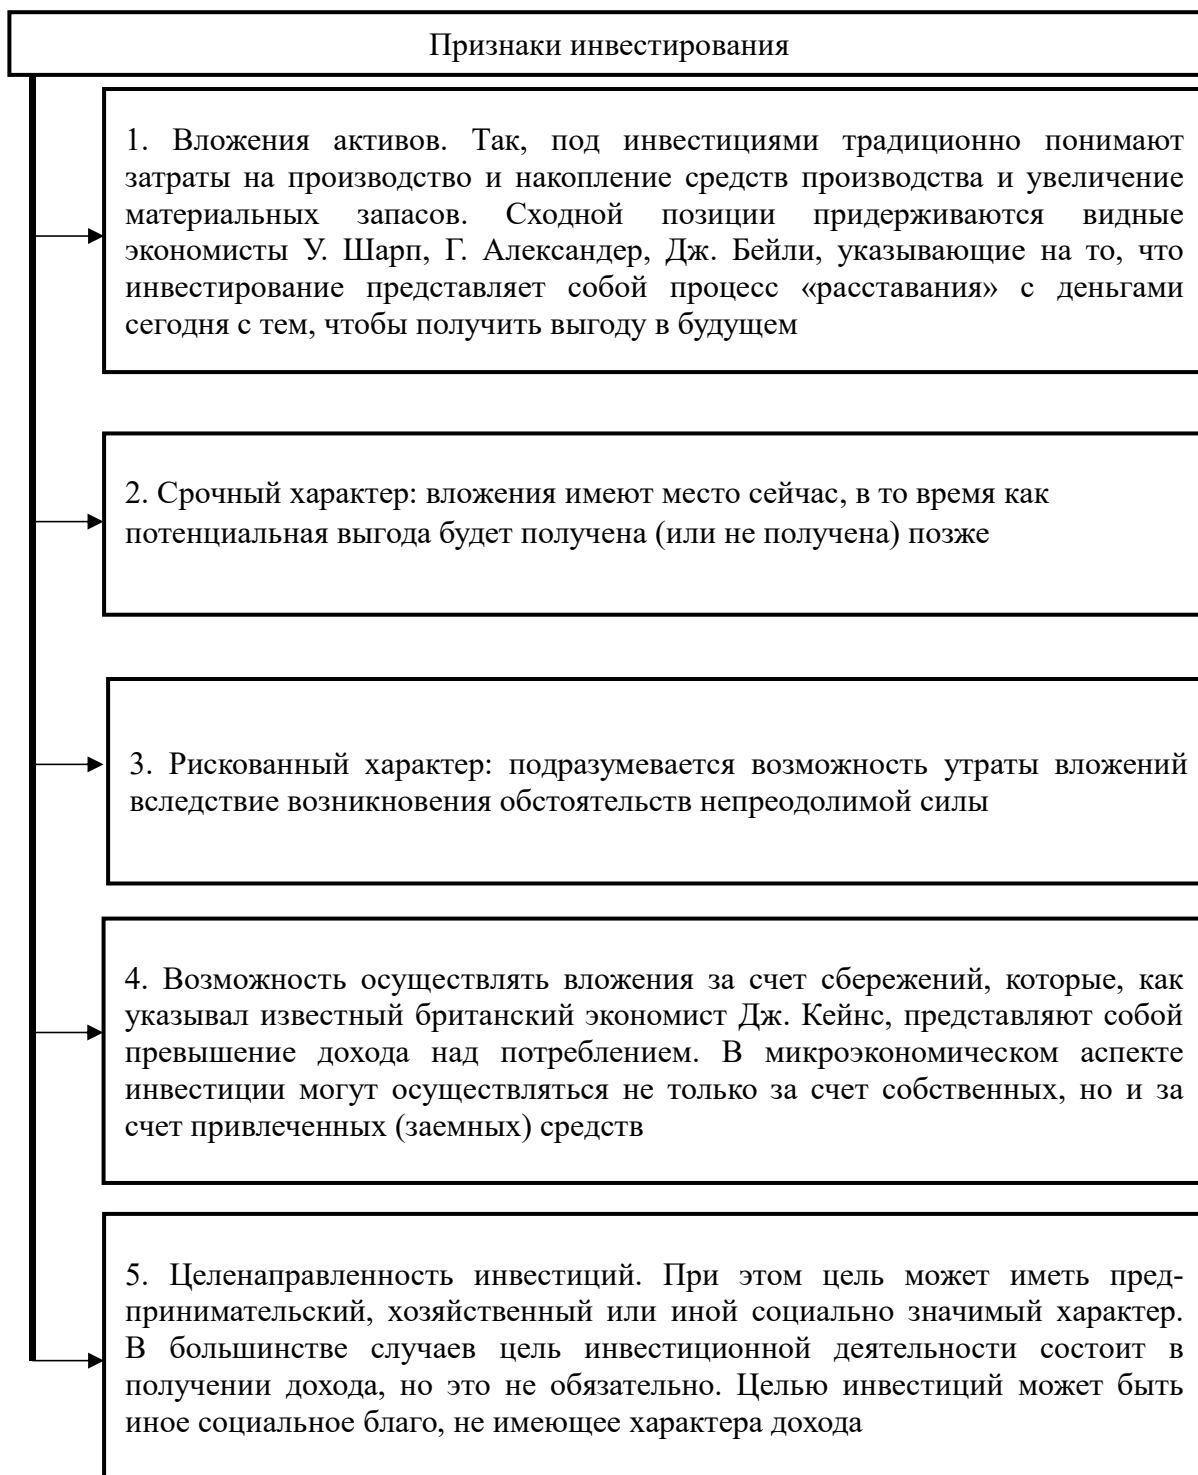 Признаки инвестирования
1. Вложения активов. Так, под инвестициями традиционно понимают
затраты на производство и накопление средств производства и увеличение
материальных запасов. Сходной позиции придерживаются видные
экономисты У. Шарп, Г. Александер, Дж. Бейли, указывающие на то, что
инвестирование представляет собой процесс «расставания» с деньгами
сегодня с тем, чтобы получить выгоду в будущем
2. Срочный характер: вложения имеют место сейчас, в то время как
потенциальная выгода будет получена (или не получена) позже
3. Рискованный характер: подразумевается возможность утраты вложений
вследствие возникновения обстоятельств непреодолимой силы
4. Возможность осуществлять вложения за счет сбережений, которые, как
указывал известный британский экономист Дж. Кейнс, представляют собой
превышение дохода над потреблением. В микроэкономическом аспекте
инвестиции могут осуществляться не только за счет собственных, но и за
счет привлеченных (заемных) средств
5. Целенаправленность инвестиций. При этом цель может иметь пред-
принимательский, хозяйственный или иной социально значимый характер.
В большинстве случаев цель инвестиционной деятельности состоит в
получении дохода, но это не обязательно. Целью инвестиций может быть
иное социальное благо, не имеющее характера дохода